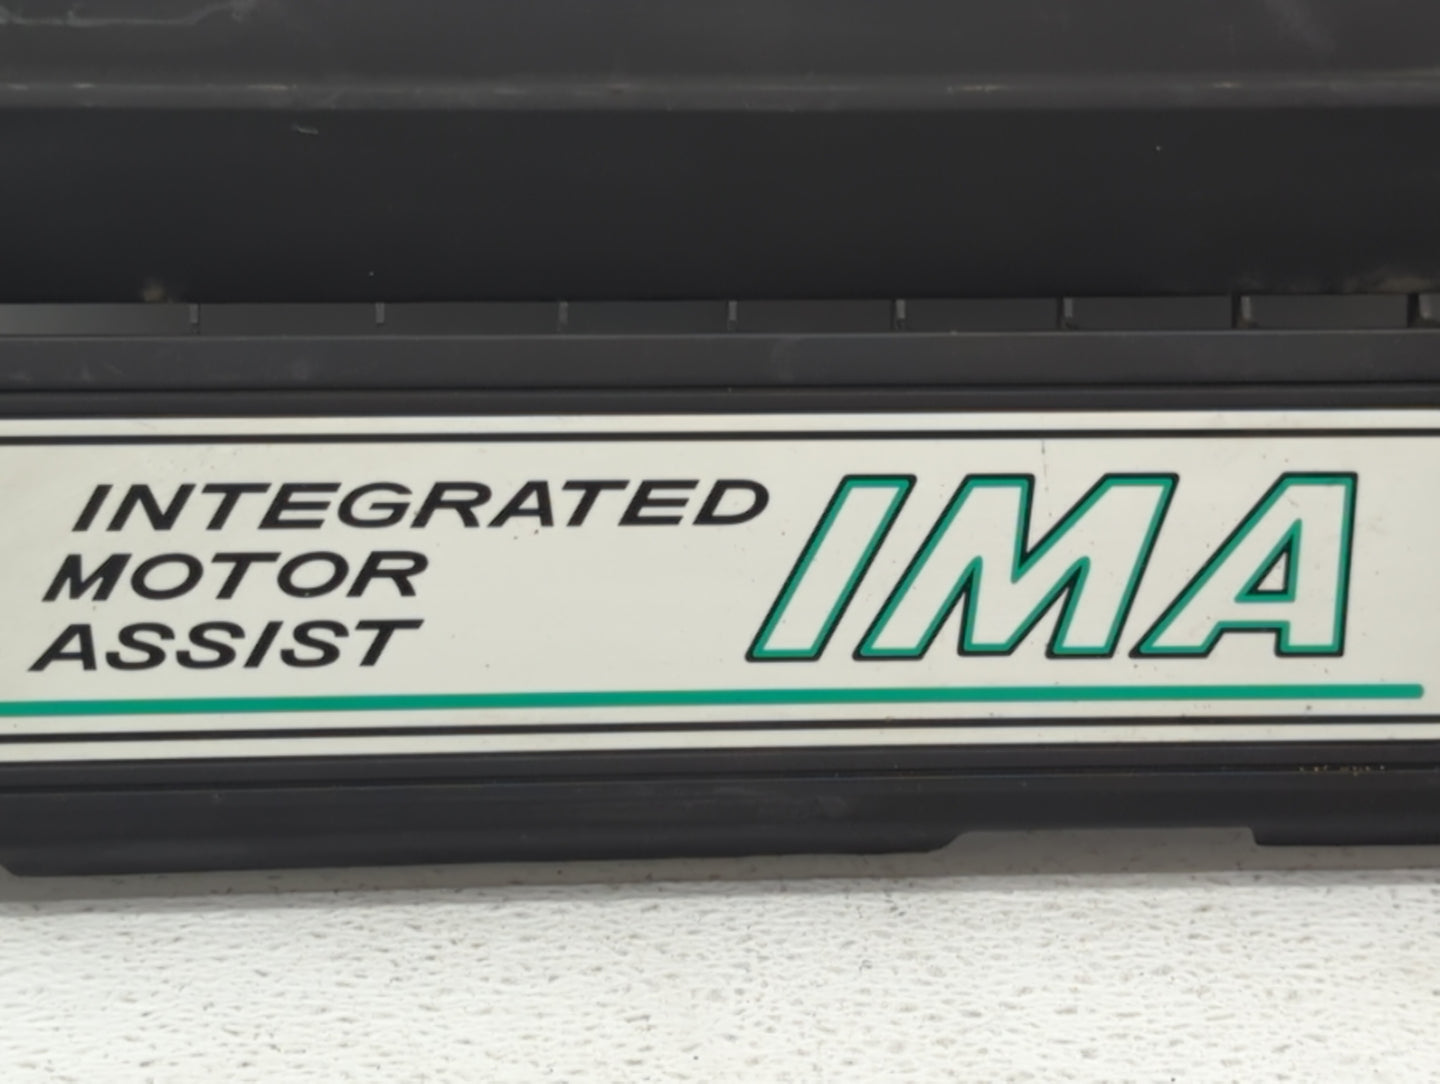 INTEGRATED
MOTOR
ASSIST
IMA